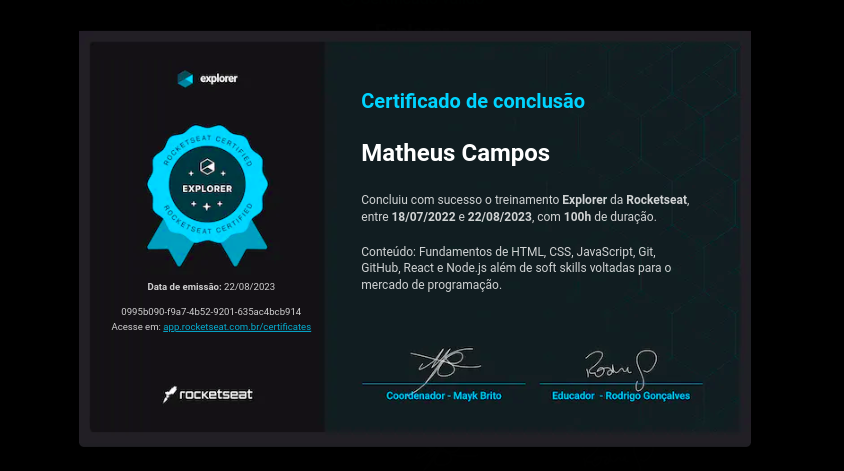 explorer
ROCKETSEAT CERTIFIED
EXPLORER
ROCKETSEAT CERTIFIED
Data de emissão: 22/08/2023
0995b090-f9a7-4b52-9201-635ac4bcb914
Acesse em: app.rocketseat.com.br/certificates
rocketseat
Certificado de conclusão
Matheus Campos
Concluiu com sucesso o treinamento Explorer da Rocketseat,
entre 18/07/2022 e 22/08/2023, com 100h de duração.
Conteúdo: Fundamentos de HTML, CSS, JavaScript, Git,
GitHub, React e Node.js além de soft skills voltadas para o
mercado de programação.
Coordenador - Mayk Brito
Educador - Rodrigo Gonçalves